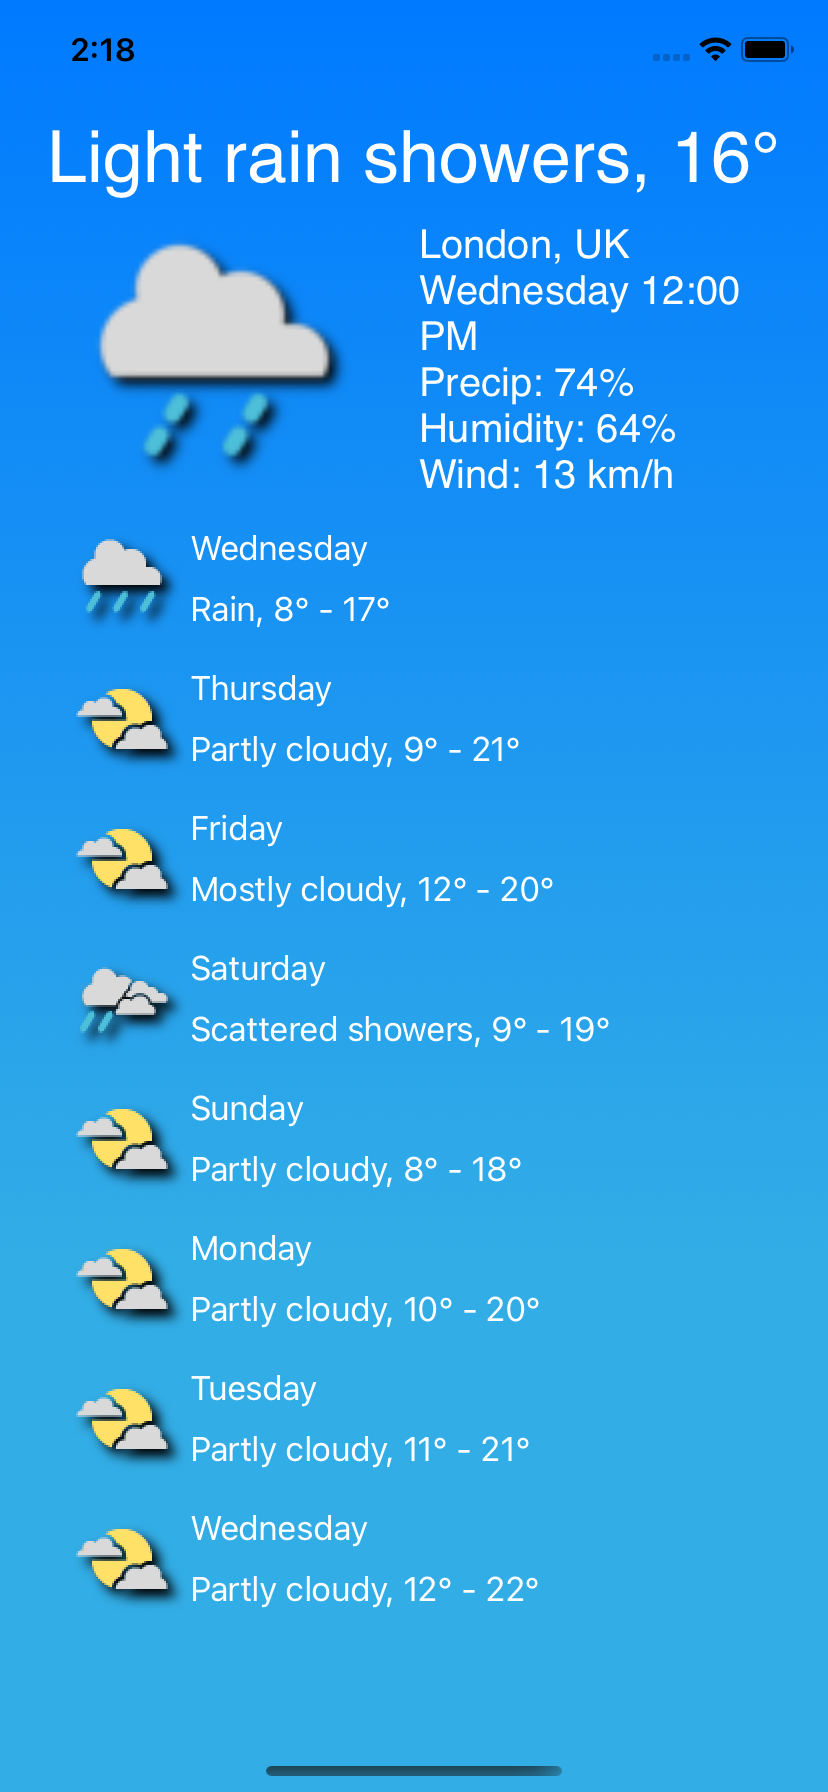 2:18
Light rain showers, 16°
London, UK
Wednesday 12:00
PM
Precip: 74%
Humidity: 64%
Wind: 13 km/h
Wednesday
Rain, 8° - 17°
Thursday
Partly cloudy, 9° - 21°
Friday
Mostly cloudy, 12° - 20°
Saturday
Scattered showers, 9° - 19°
Sunday
Partly cloudy, 8° - 18°
Monday
Partly cloudy, 10° - 20°
Tuesday
Partly cloudy, 11° - 21°
Wednesday
Partly cloudy, 12° - 22°